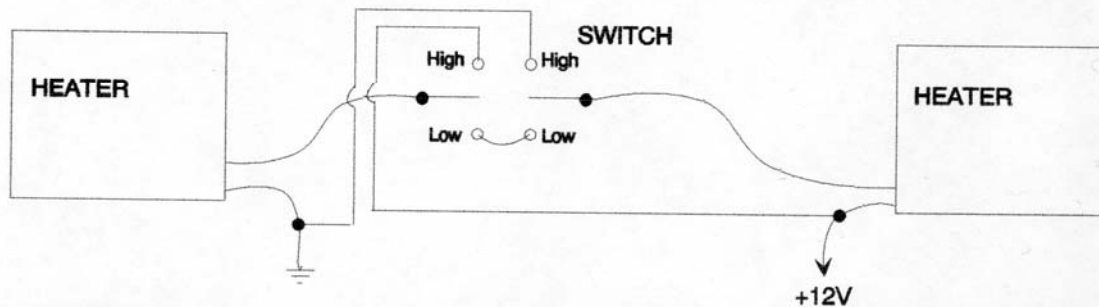 SWITCH
High High
HEATER
HEATER
Low Low
+12V